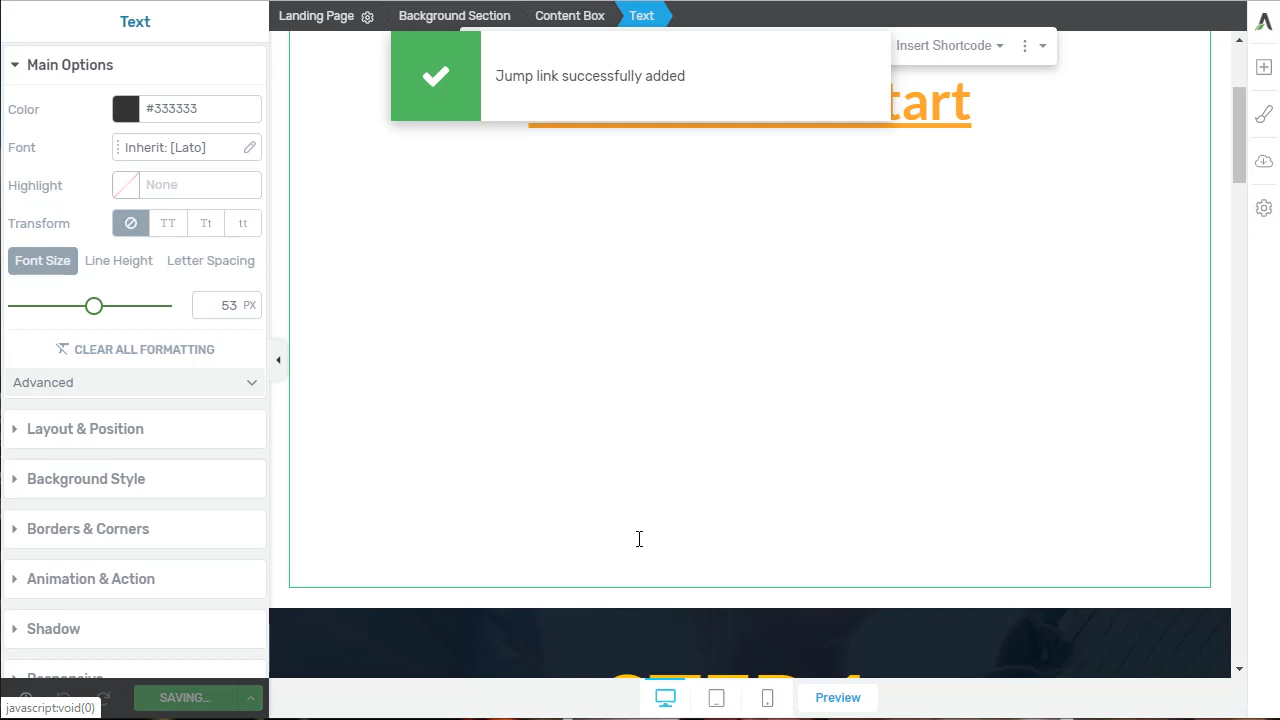 Text
Landing Page
Background Section
Content Box
Text
Insert Shortcode
Jump link successfully added
tart
Main Options
Color
#333333
Font
Inherit: [Lato]
Highlight
None
Transform
TT
Tt
tt
Font Size
Line Height
Letter Spacing
53 PX
CLEAR ALL FORMATTING
Advanced
Layout & Position
Background Style
Borders & Corners
Animation & Action
Shadow
Responsive
SAVING...
Preview
javascript:void(0)